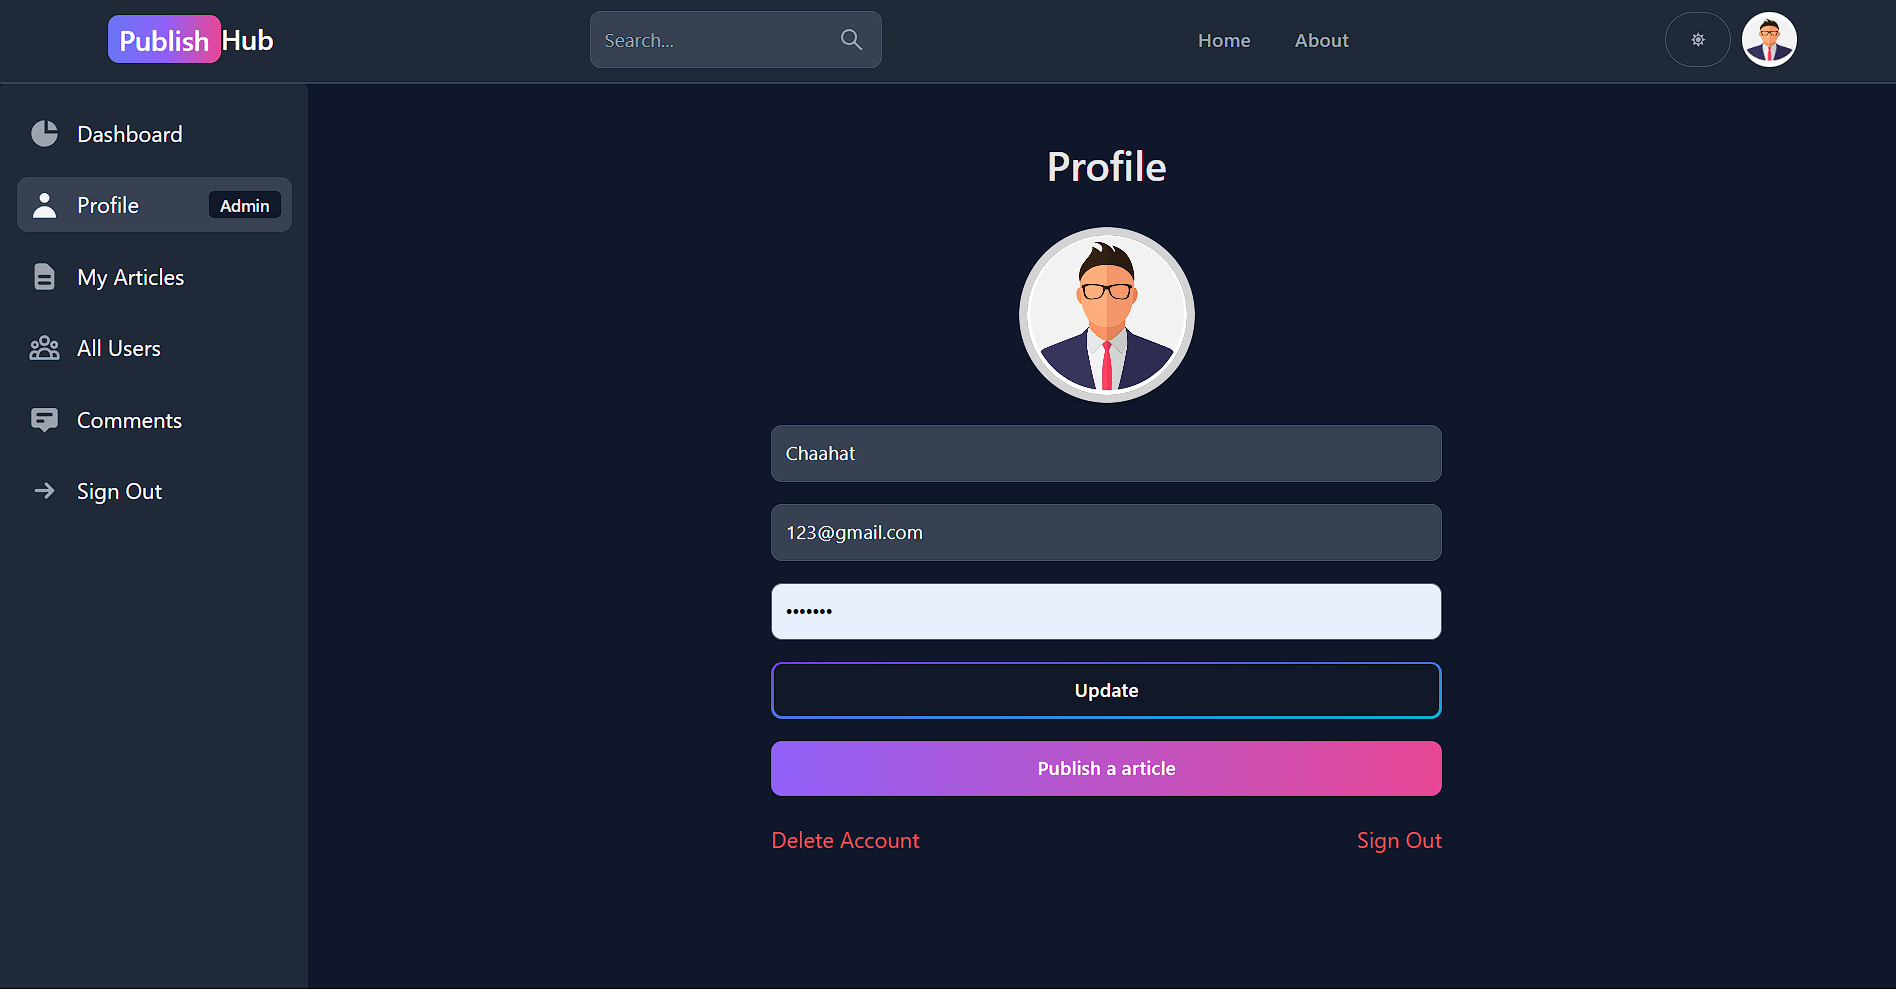 Publish Hub
Search...
Home
About
Dashboard
Profile
Admin
My Articles
All Users
Comments
Sign Out
Profile
Chaahat
123@gmail.com
•••••••
Update
Publish a article
Delete Account
Sign Out